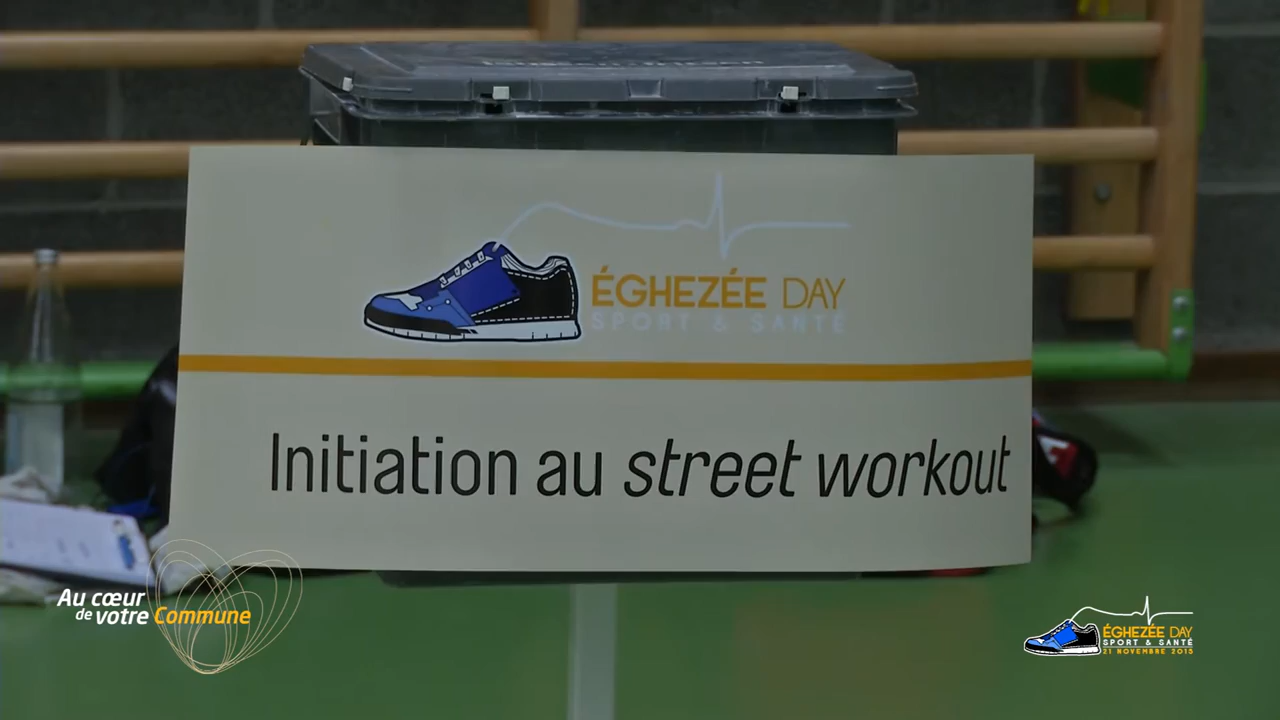 ÉGHEZÉE DAY
SPORT & SANTÉ
Initiation au street workout
Au cœur
de votre Commune
ÉGHEZÉE DAY
SPORT & SANTÉ
21 NOVEMBRE 2015